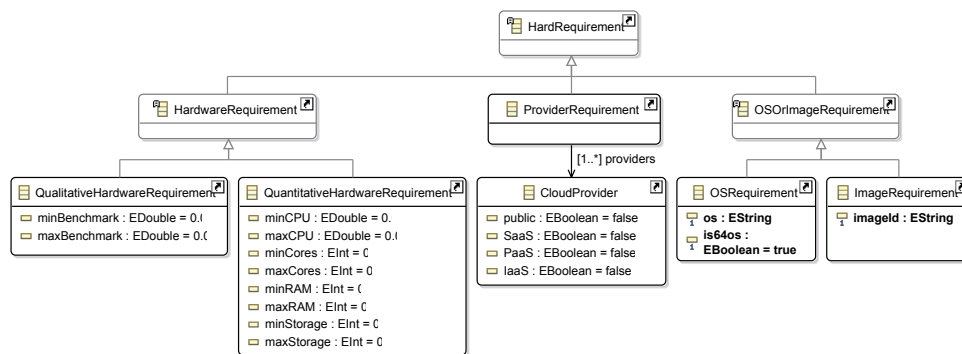 HardRequirement
HardwareRequirement
ProviderRequirement
OSOrImageRequirement
[1..*] providers
QualitativeHardwareRequirement
minBenchmark : EDouble = 0.(
maxBenchmark : EDouble = 0.(
QuantitativeHardwareRequirement
minCPU : EDouble = 0.
maxCPU : EDouble = 0.(
minCores : EInt = 0
maxCores : EInt = 0
minRAM : EInt = 0
maxRAM : EInt = 0
minStorage : EInt = 0
maxStorage : EInt = 0
CloudProvider
public : EBoolean = false
SaaS : EBoolean = false
PaaS : EBoolean = false
IaaS : EBoolean = false
OSRequirement
1 os : EString
is64os :
1 EBoolean = true
ImageRequirement
1 imageId : EString